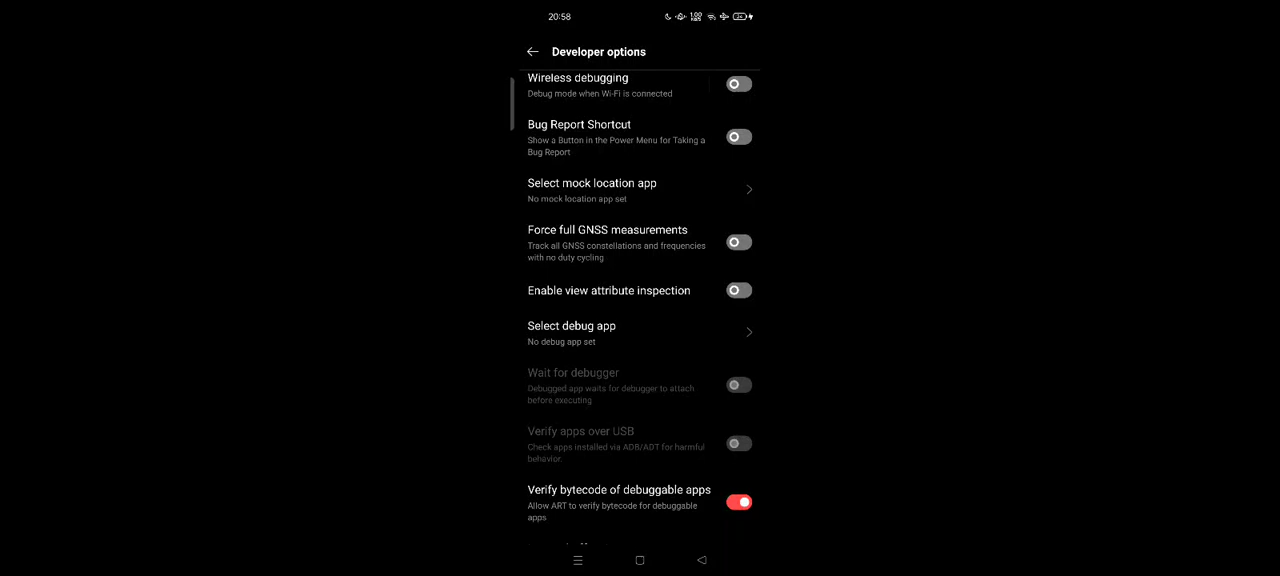 20:58
1.00
KB/S
Developer options
Wireless debugging
Debug mode when Wi-Fi is connected
Bug Report Shortcut
Show a Button in the Power Menu for Taking a
Bug Report
Select mock location app
No mock location app set
Force full GNSS measurements
Track all GNSS constellations and frequencies
with no duty cycling
Enable view attribute inspection
Select debug app
No debug app set
Wait for debugger
Debugged app waits for debugger to attach
before executing
Verify apps over USB
Check apps installed via ADB/ADT for harmful
behavior.
Verify bytecode of debuggable apps
Allow ART to verify bytecode for debuggable
apps